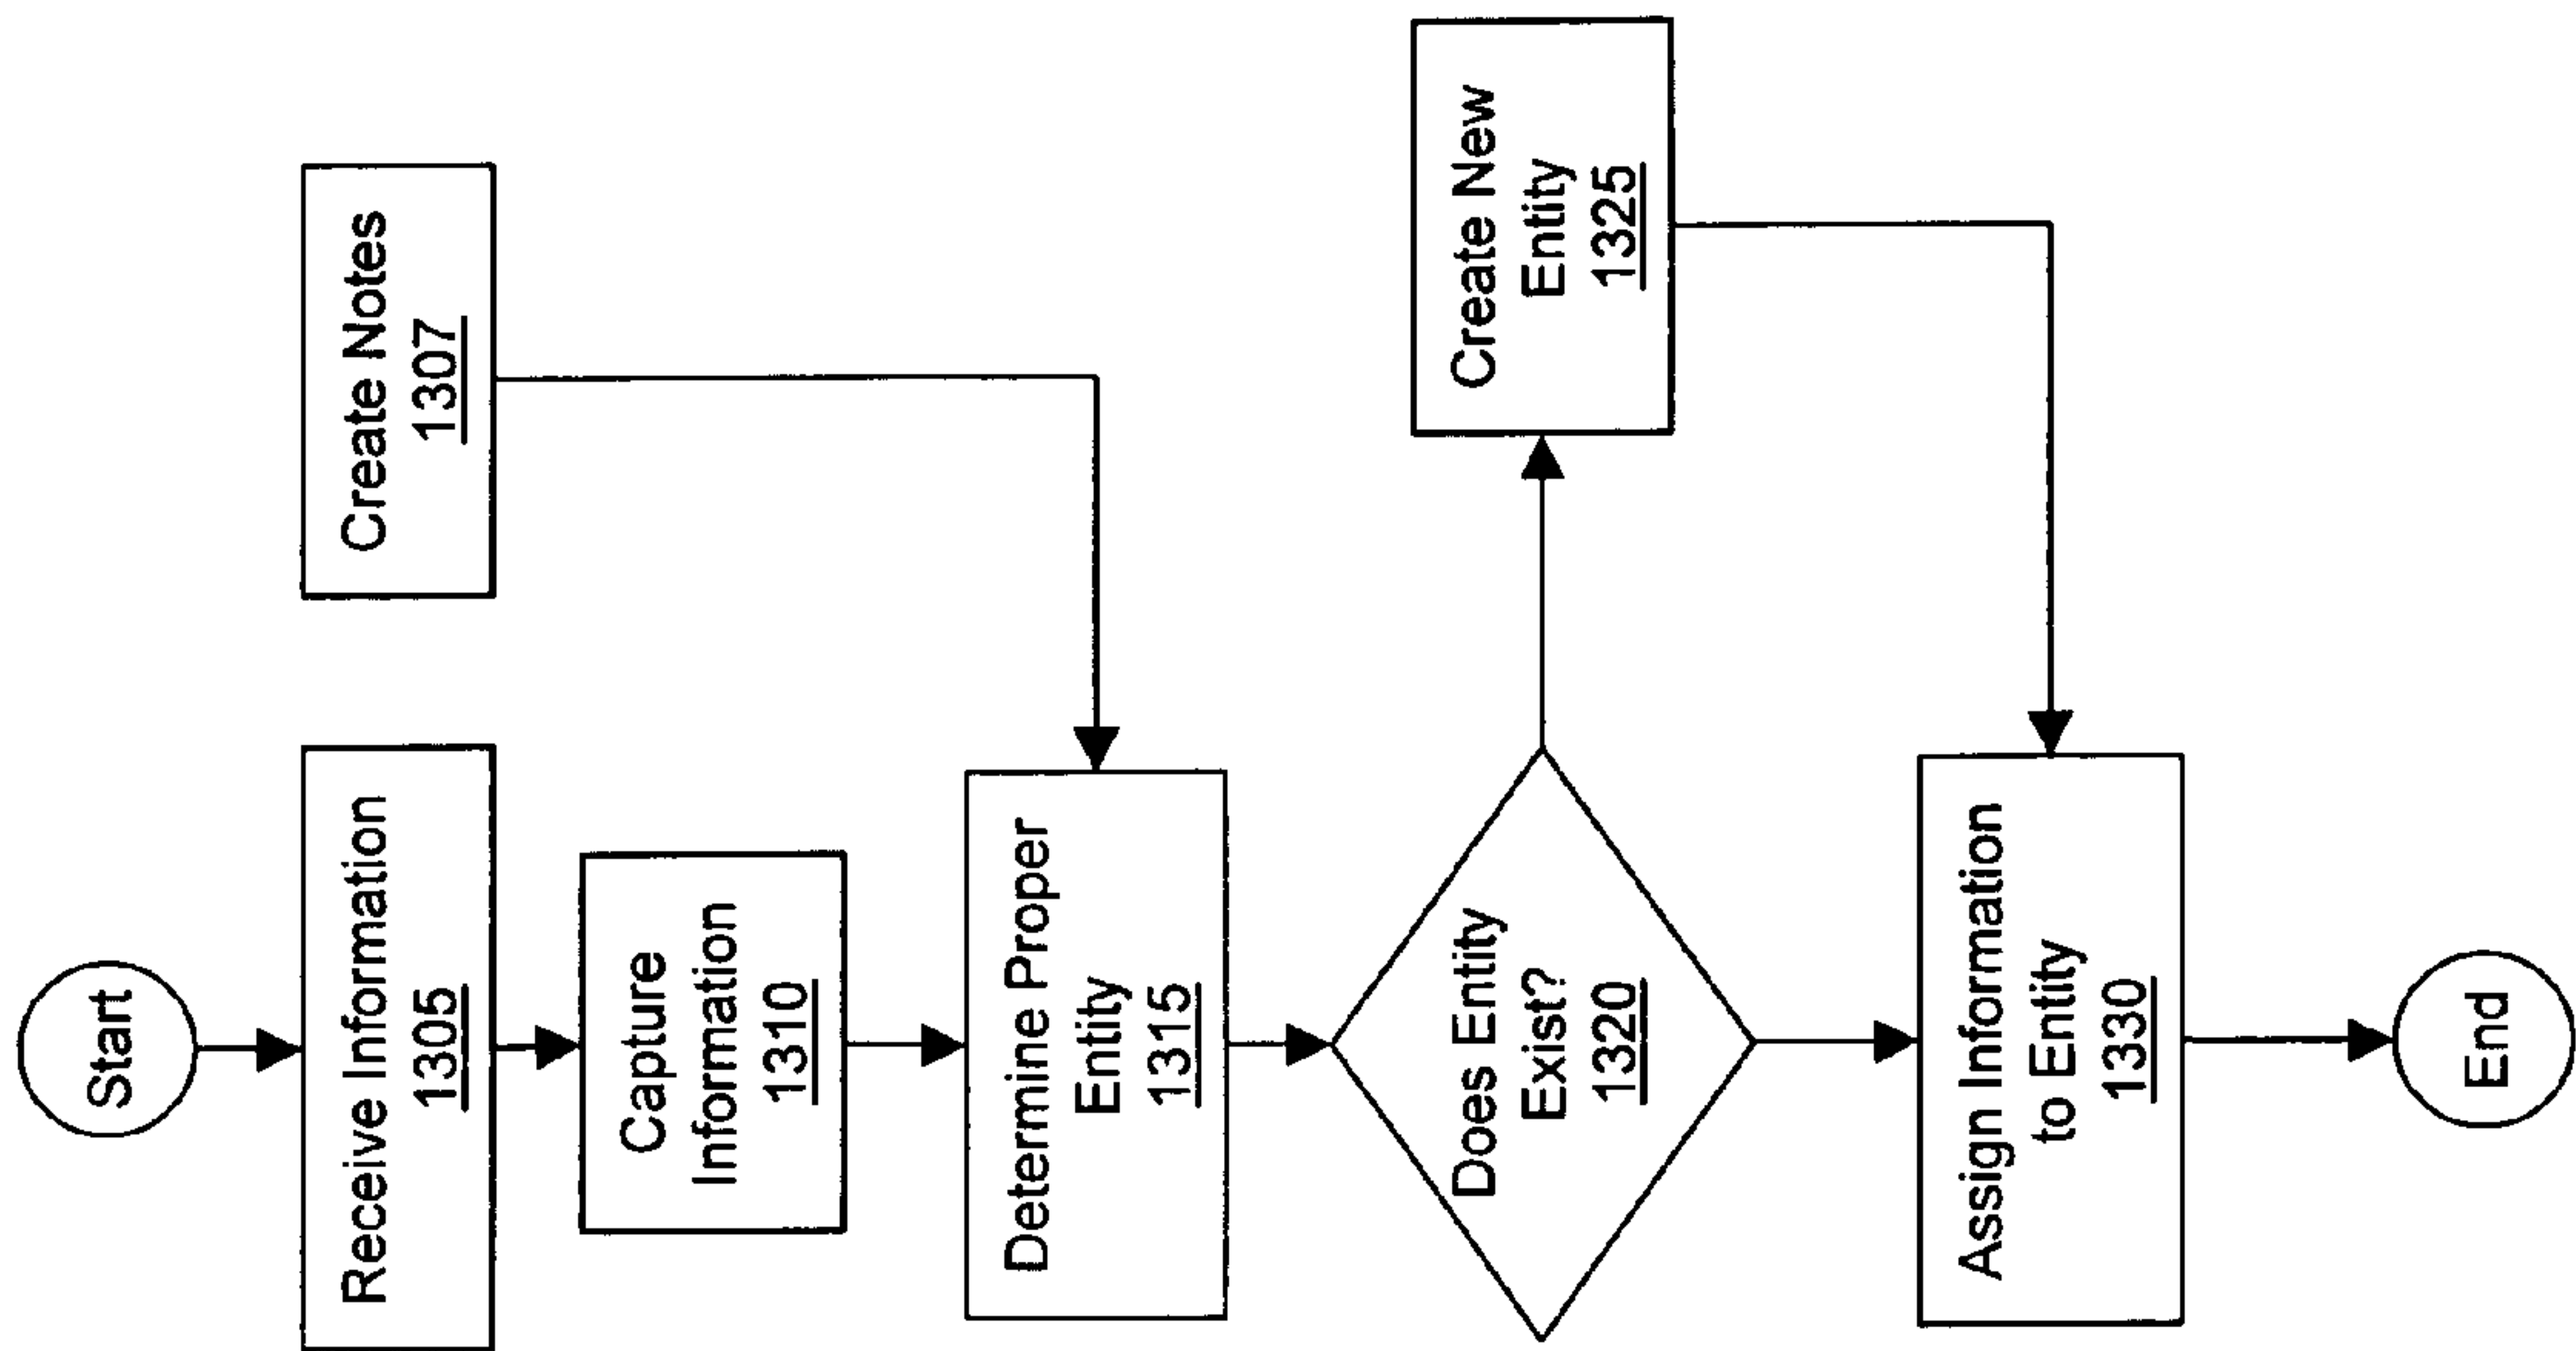 Start
Receive Information
1305
Create Notes
1307
Capture
Information
1310
Determine Proper
Entity
1315
Does Entity
Exist?
1320
Create New
Entity
1325
Assign Information
to Entity
1330
End